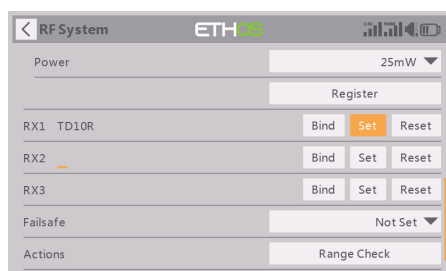 RF System ETHOS
Power 25mW
Register
RX1 TD10R Bind Set Reset
RX2 Bind Set Reset
RX3 Bind Set Reset
Failsafe Not Set
Actions Range Check